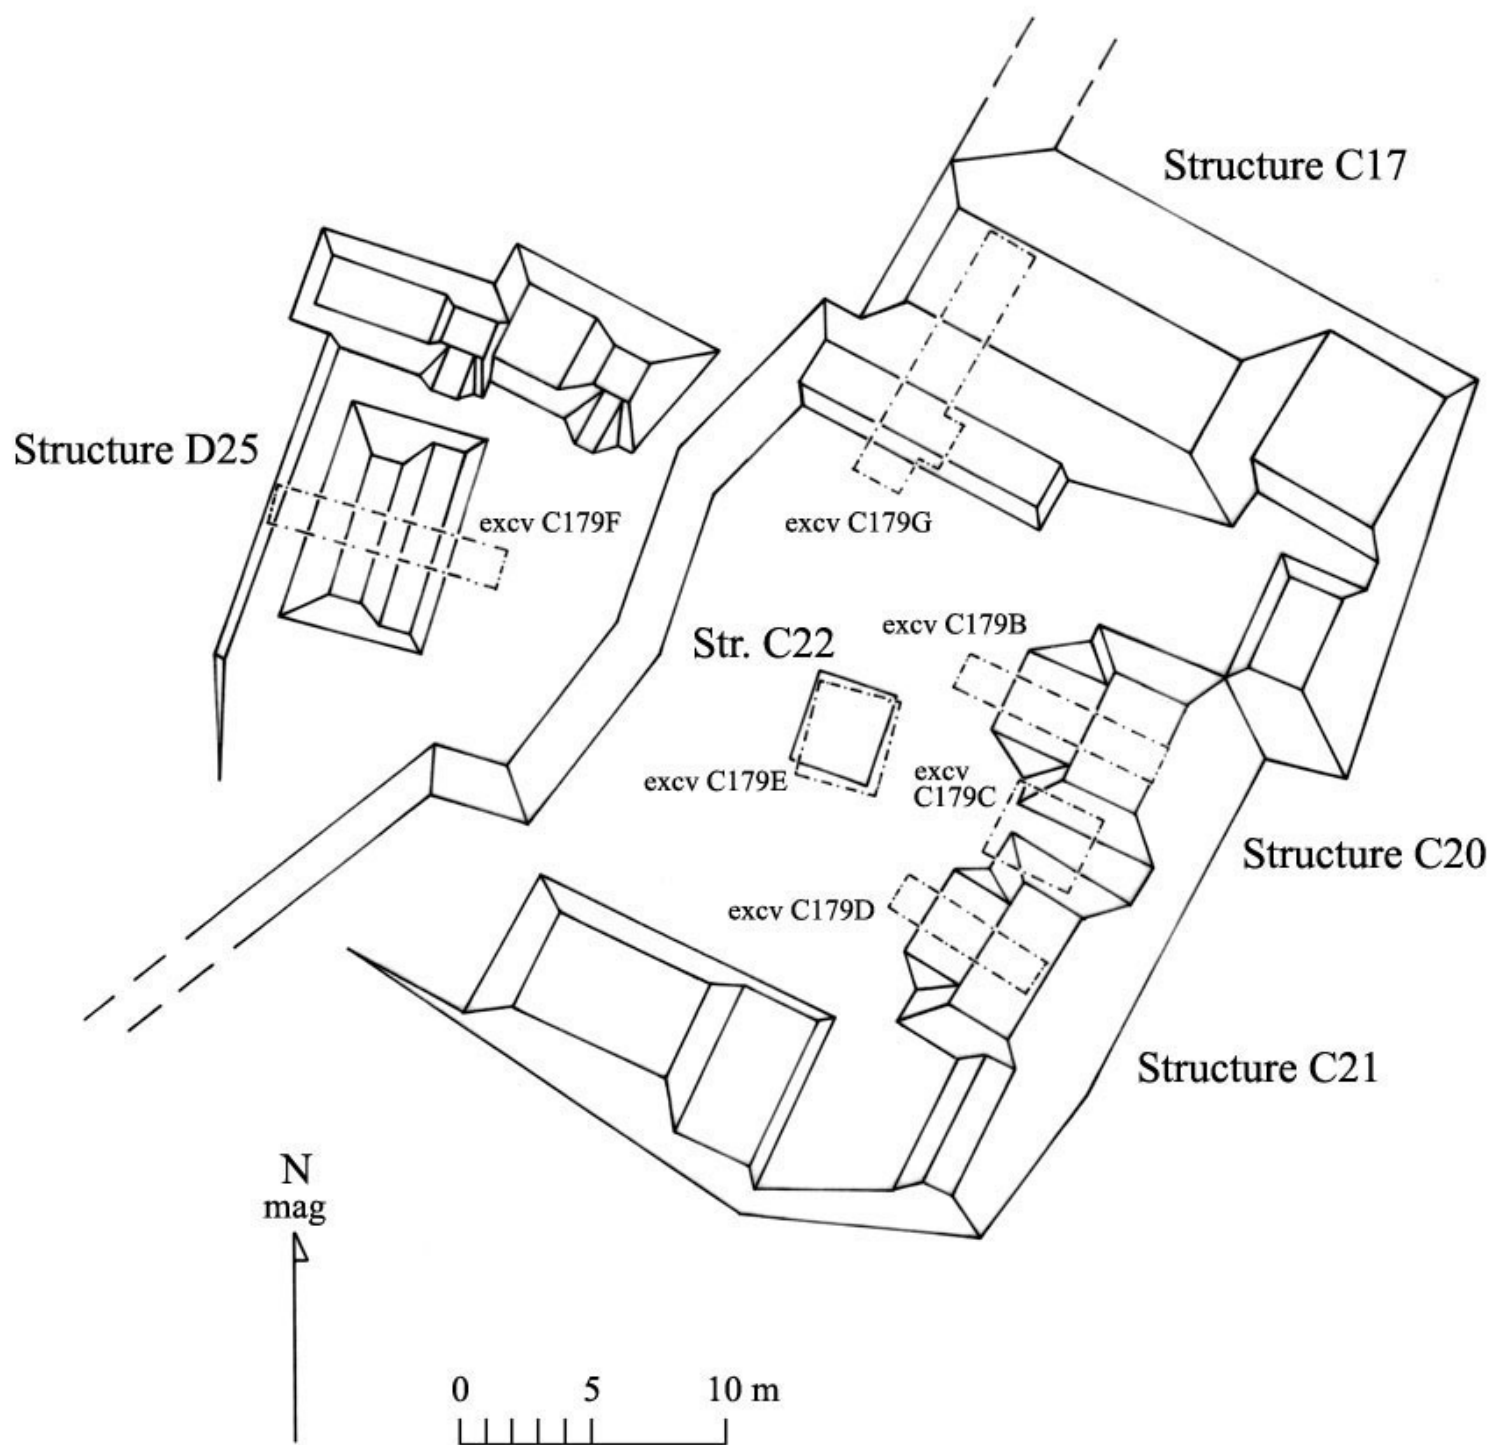 Structure C17
Structure D25
excv C179F
excv C179G
excv C179B
Str. C22
excv C179E
excv
C179C
Structure C20
excv C179D
Structure C21
N
mag
0 5 10 m